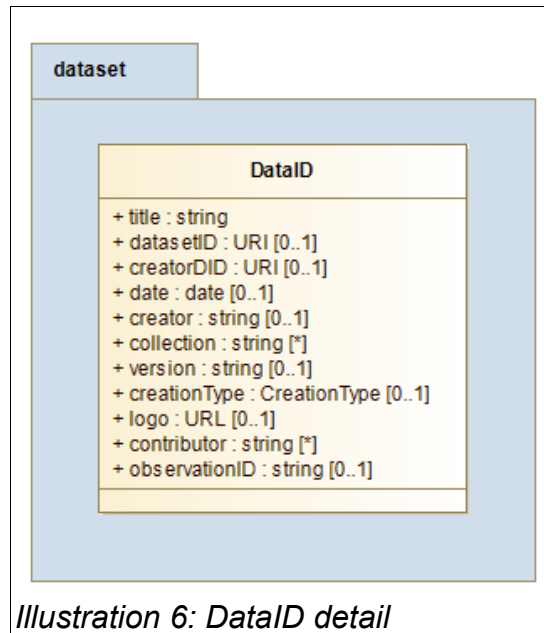 dataset
DataID
+ title : string
+ datasetID : URI [0..1]
+ creatorDID : URI [0..1]
+ date : date [0..1]
+ creator : string [0..1]
+ collection : string [*]
+ version : string [0..1]
+ creationType : CreationType [0..1]
+ logo : URL [0..1]
+ contributor : string [*]
+ observationID : string [0..1]
Illustration 6: DataID detail